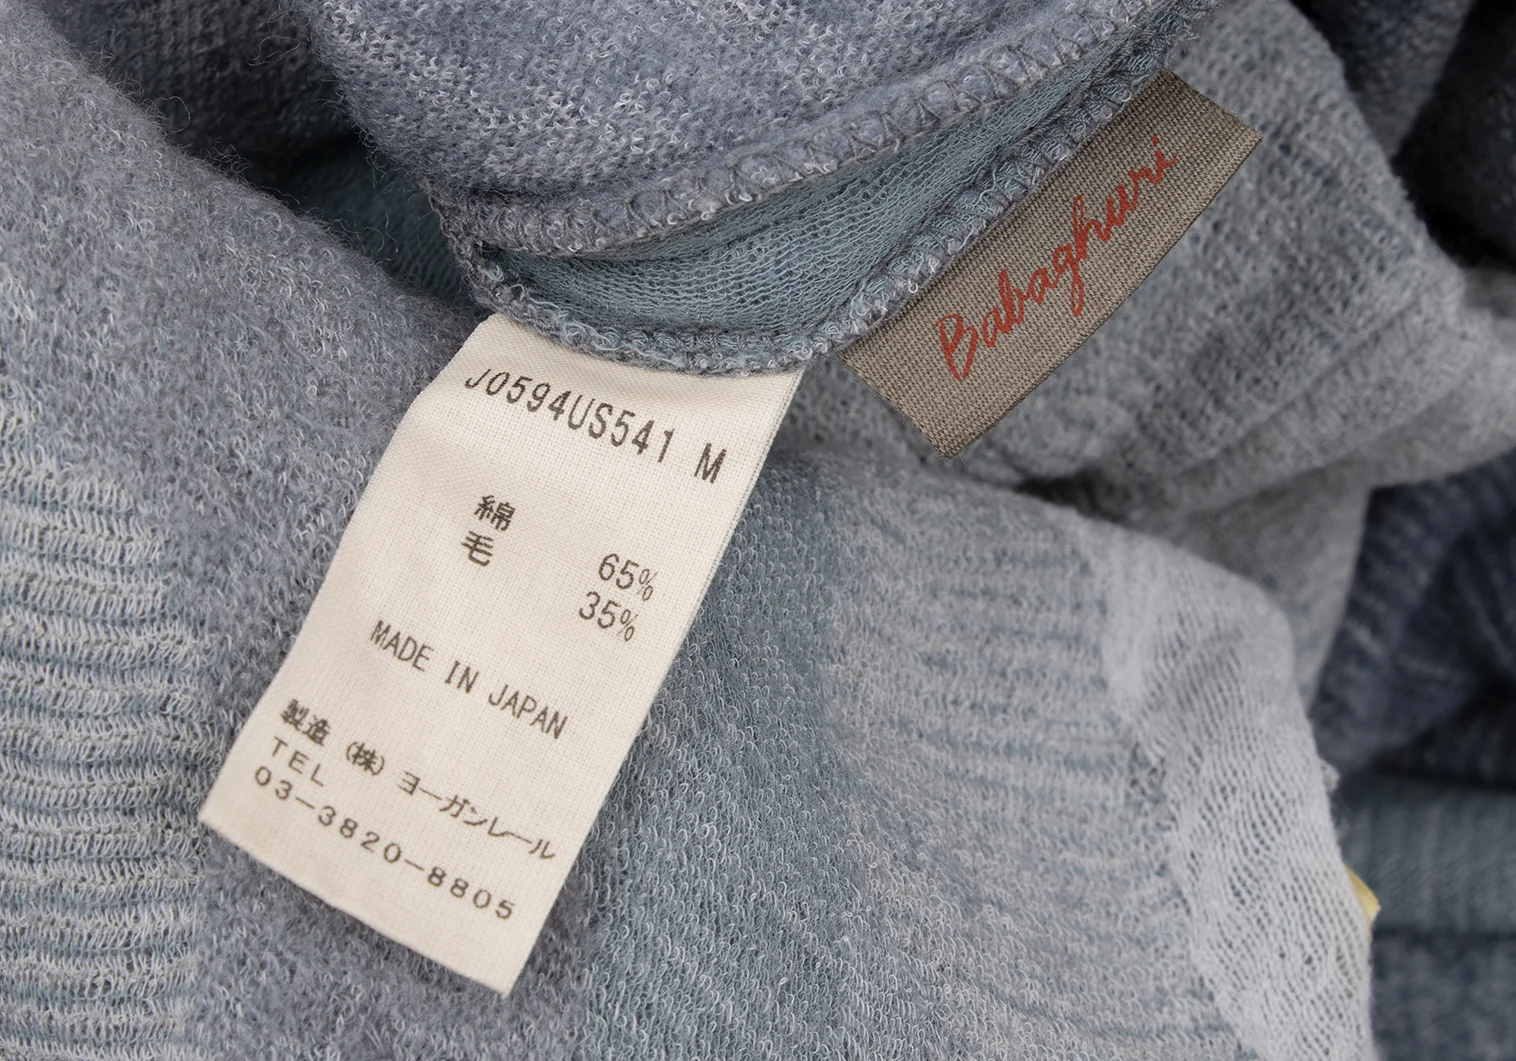 Babaghuri
J0594US541 M
綿 65%
毛 35%
MADE IN JAPAN
製造 (株) ヨーガンレール
TEL
03-3820-8805